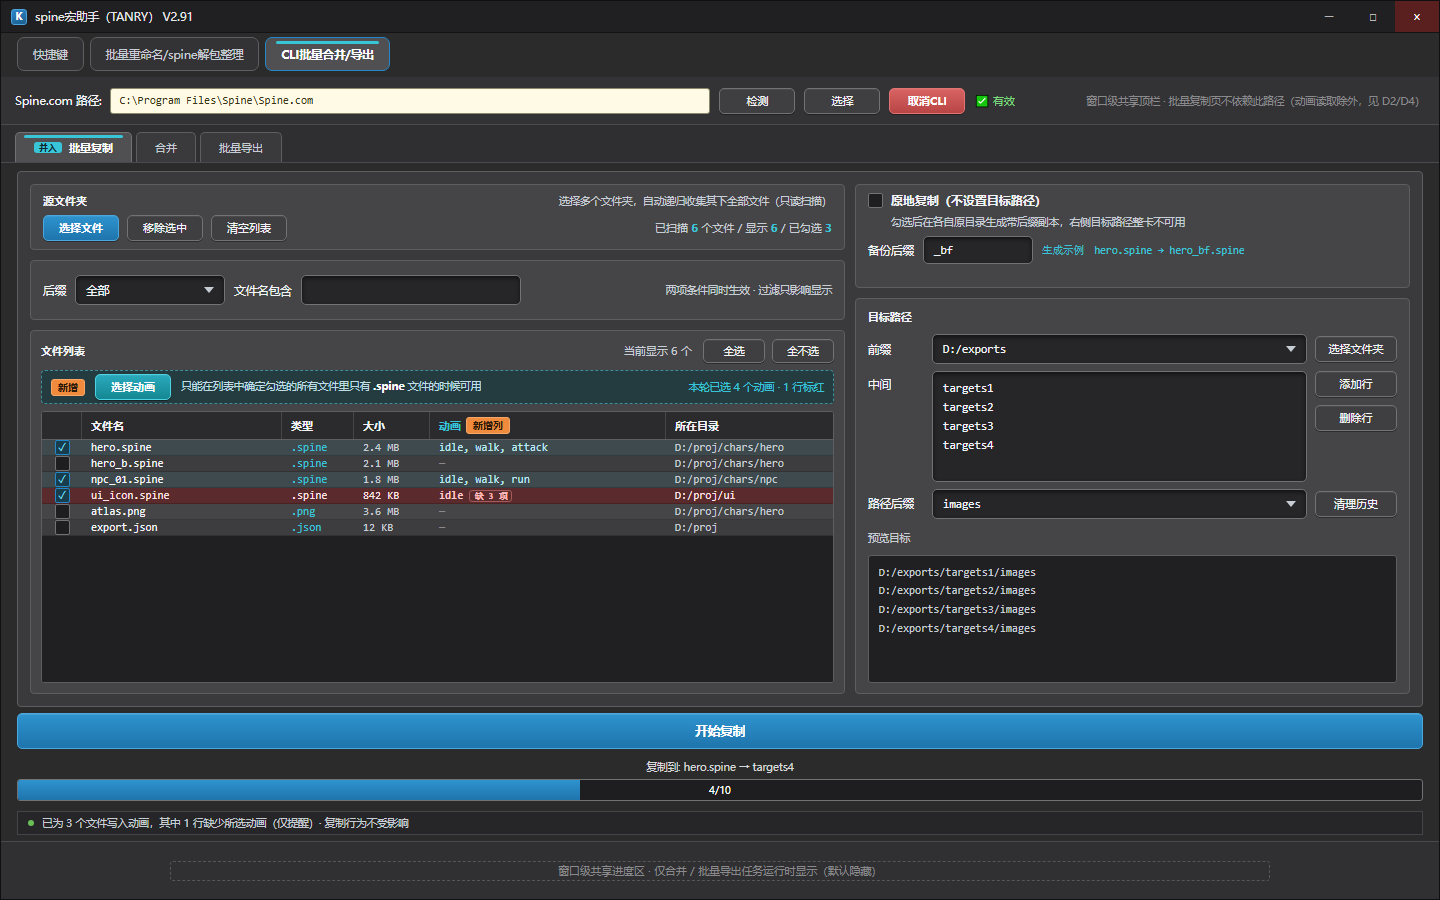 K spine宏助手（TANRY） V2.91
快捷键 批量重命名/spine解包整理 CLI批量合并/导出
Spine.com 路径: C:\Program Files\Spine\Spine.com 检测 选择 取消CLI 有效 窗口级共享顶栏 · 批量复制页不依赖此路径（动画读取除外，见 D2/D4）
并入 批量复制 合并 批量导出
源文件夹 选择多个文件夹，自动递归收集其下全部文件（只读扫描）
选择文件 移除选中 清空列表 已扫描 6 个文件 / 显示 6 / 已勾选 3
后缀 全部 文件名包含 两项条件同时生效 · 过滤只影响显示
文件列表 当前显示 6 个 全选 全不选
新增 选择动画 只能在列表中确定勾选的所有文件里只有 .spine 文件的时候可用 本轮已选 4 个动画 · 1 行标红
文件名 类型 大小 动画 新增列 所在目录
hero.spine .spine 2.4 MB idle, walk, attack D:/proj/chars/hero
hero_b.spine .spine 2.1 MB — D:/proj/chars/hero
npc_01.spine .spine 1.8 MB idle, walk, run D:/proj/chars/npc
ui_icon.spine .spine 842 KB idle 缺 3 项 D:/proj/ui
atlas.png .png 3.6 MB — D:/proj/chars/hero
export.json .json 12 KB — D:/proj
原地复制（不设置目标路径）
勾选后在各自原目录生成带后缀副本，右侧目标路径整卡不可用
备份后缀 _bf 生成示例 hero.spine → hero_bf.spine
目标路径
前缀 D:/exports 选择文件夹
中间 targets1 添加行
targets2
targets3 删除行
targets4
路径后缀 images 清理历史
预览目标
D:/exports/targets1/images
D:/exports/targets2/images
D:/exports/targets3/images
D:/exports/targets4/images
开始复制
复制到: hero.spine → targets4
4/10
已为 3 个文件写入动画，其中 1 行缺少所选动画（仅提醒）· 复制行为不受影响
窗口级共享进度区 · 仅合并 / 批量导出任务运行时显示（默认隐藏）